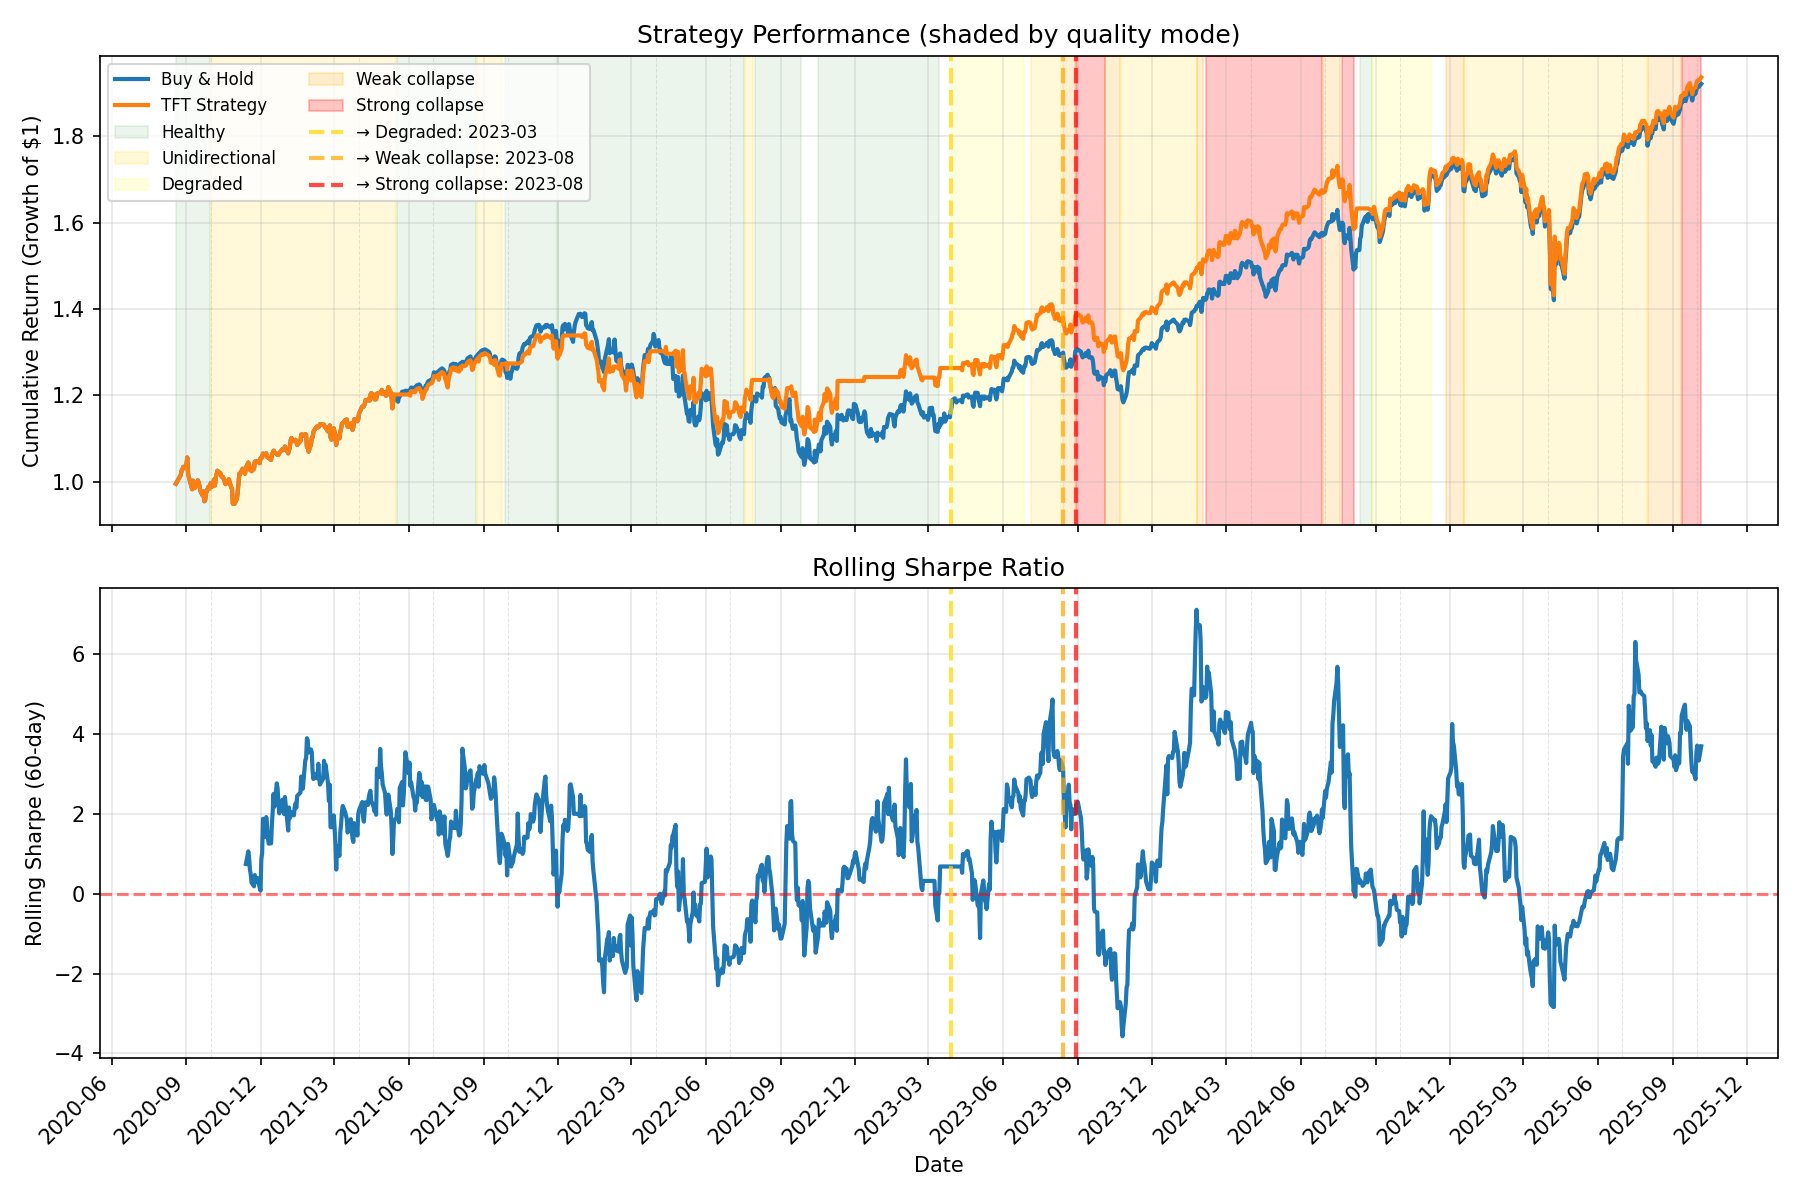 Strategy Performance (shaded by quality mode)
Cumulative Return (Growth of $1)
1.8
1.6
1.4
1.2
1.0
Buy & Hold
TFT Strategy
Healthy
Unidirectional
Degraded
Weak collapse
Strong collapse
→ Degraded: 2023-03
→ Weak collapse: 2023-08
→ Strong collapse: 2023-08
Rolling Sharpe Ratio
Rolling Sharpe (60-day)
6
4
2
0
−2
−4
2020-06
2020-09
2020-12
2021-03
2021-06
2021-09
2021-12
2022-03
2022-06
2022-09
2022-12
2023-03
2023-06
2023-09
2023-12
2024-03
2024-06
2024-09
2024-12
2025-03
2025-06
2025-09
2025-12
Date